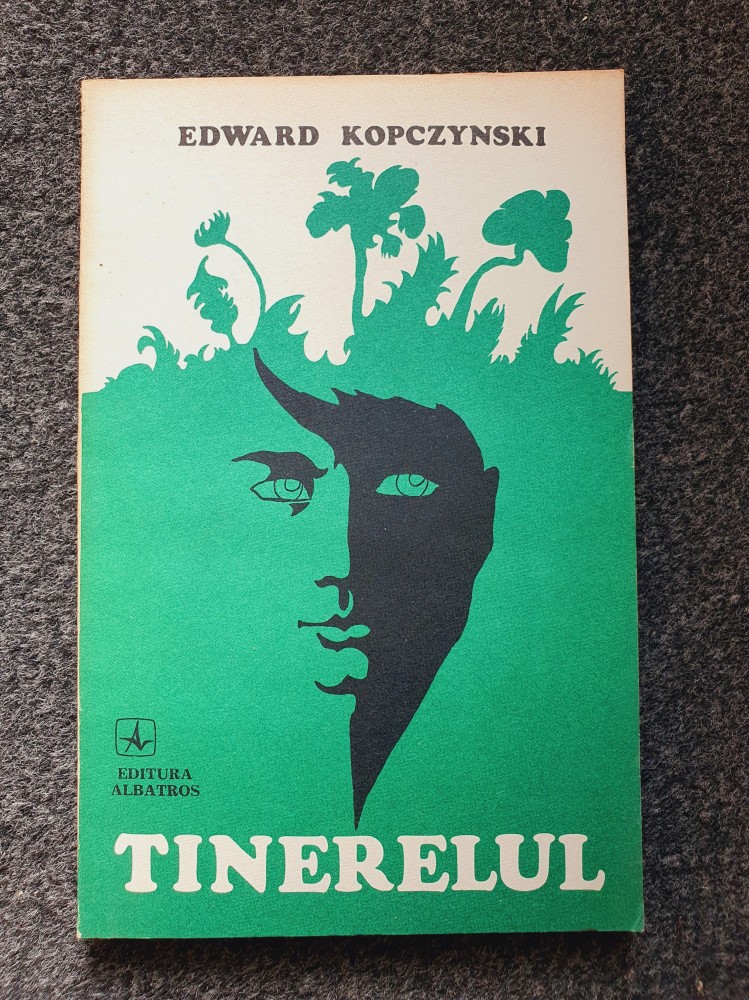 EDWARD KOPCZYNSKI
EDITURA
ALBATROS
TINERELUL